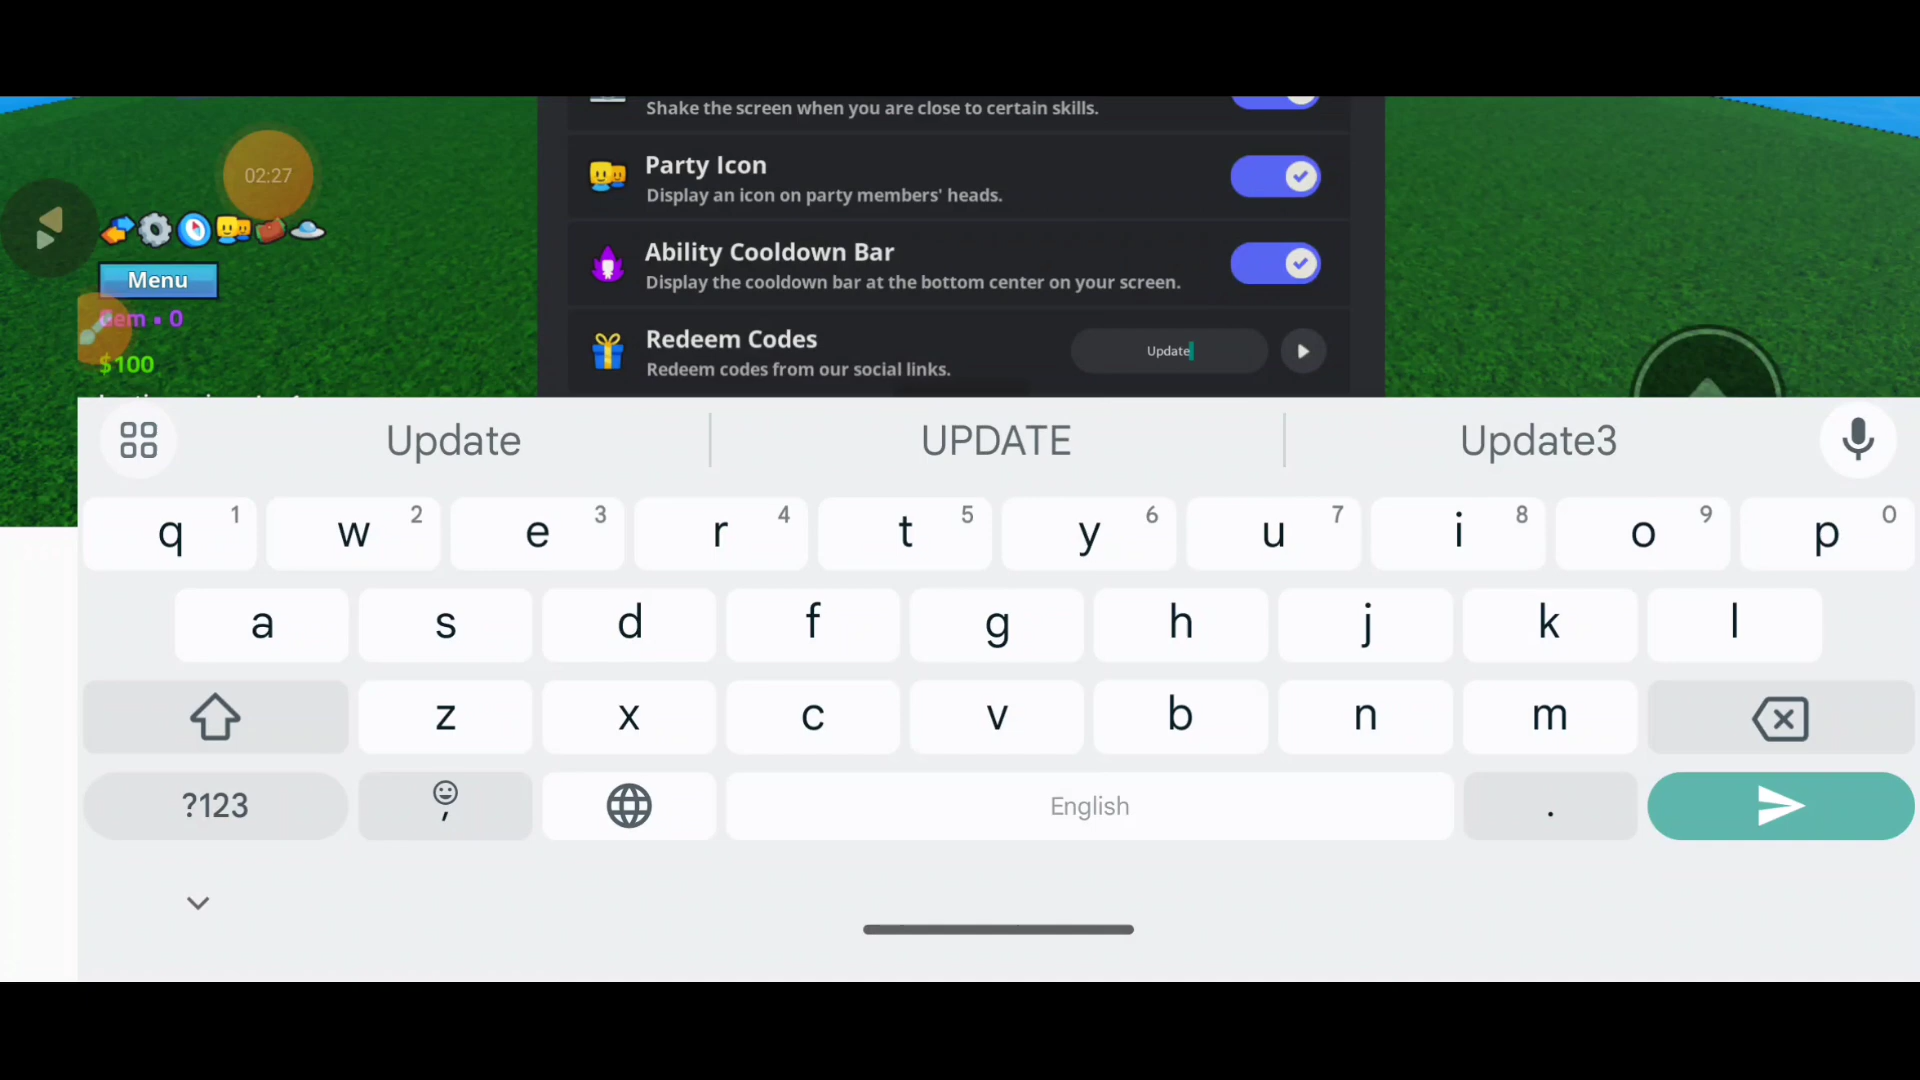 Shake the screen when you are close to certain skills.
Party Icon
Display an icon on party members' heads.
02:27
Ability Cooldown Bar
Display the cooldown bar at the bottom center on your screen.
Menu
Gem • 0
$100
Redeem Codes
Redeem codes from our social links.
Update
Update UPDATE Update3
q 1 w 2 e 3 r 4 t 5 y 6 u 7 i 8 o 9 p 0
a s d f g h j k l
z x c v b n m
?123 , English .